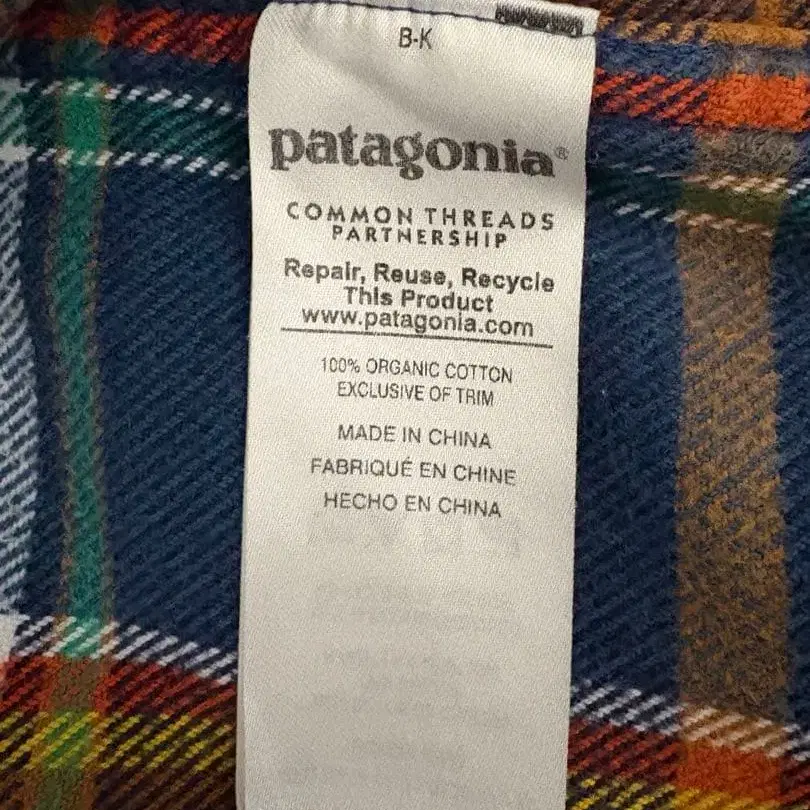 B-K
patagonia®
COMMON THREADS
PARTNERSHIP
Repair, Reuse, Recycle
This Product
www.patagonia.com
100% ORGANIC COTTON
EXCLUSIVE OF TRIM
MADE IN CHINA
FABRIQUÉ EN CHINE
HECHO EN CHINA